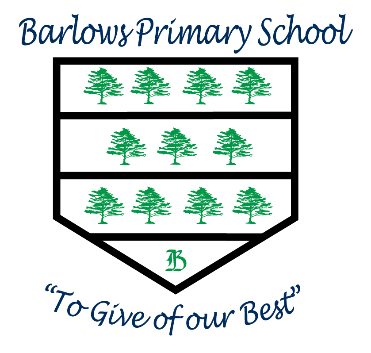 Barlows Primary School
B
“To Give of our Best”